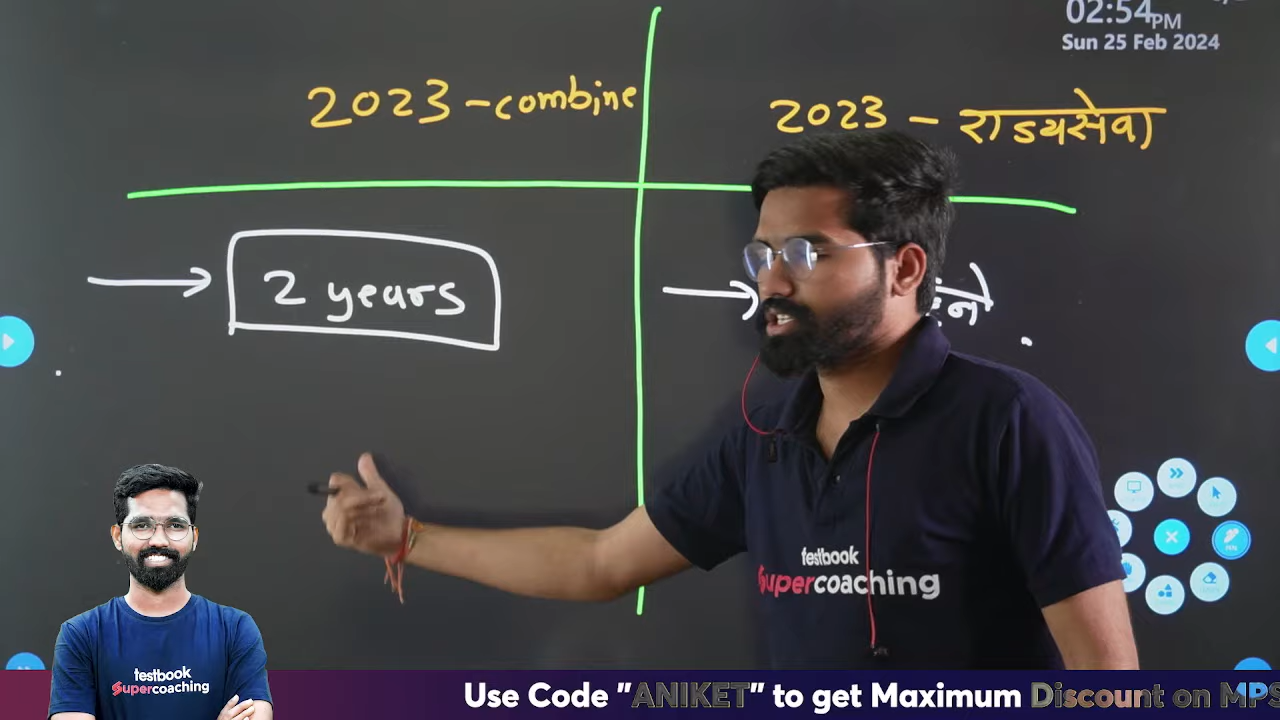 02:54PM
Sun 25 Feb 2024
2023 - combine
2023 - राज्यसेवा
2 years
testbook
Supercoaching
testbook
Supercoaching
Use Code "ANIKET" to get Maximum Discount on MPS